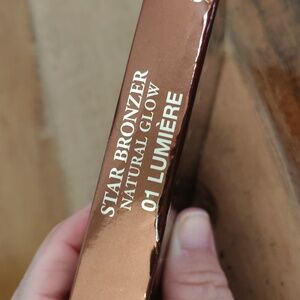 STAR BRONZER
NATURAL GLOW
01 LUMIÈRE